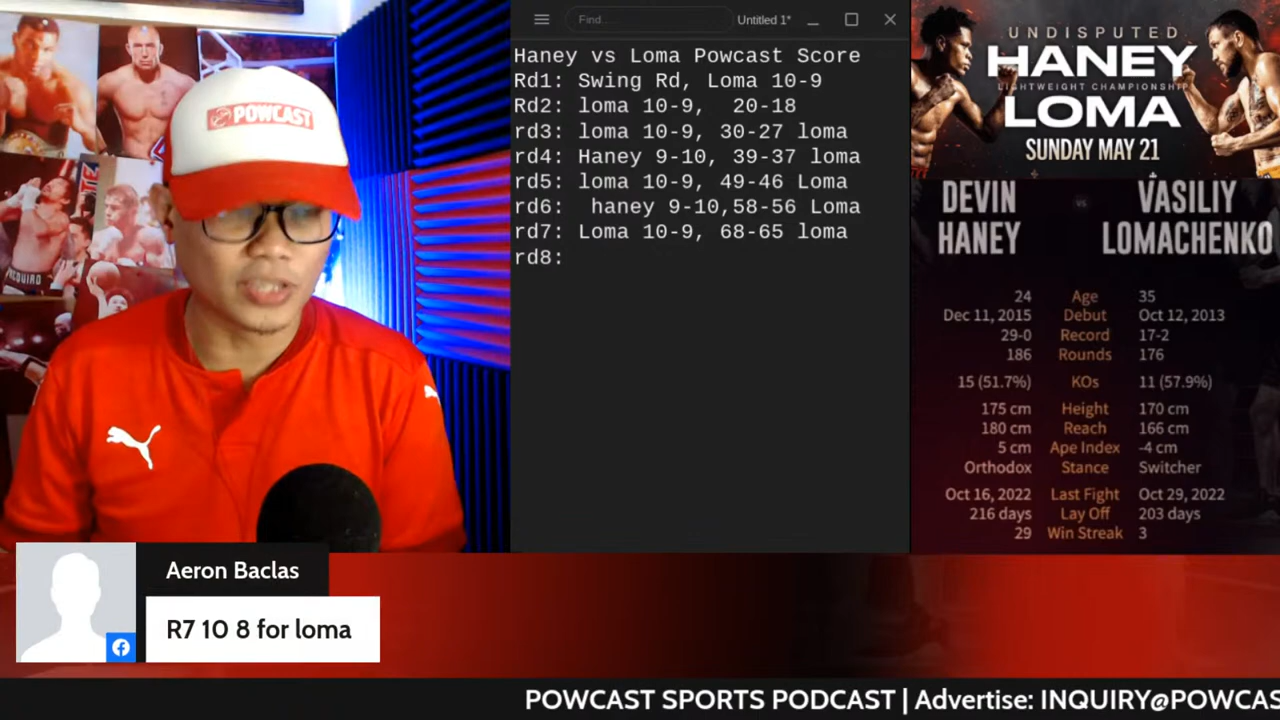 POWCAST
Find...
Untitled 1*
Haney vs Loma Powcast Score
Rd1: Swing Rd, Loma 10-9
Rd2: loma 10-9,  20-18
rd3: loma 10-9, 30-27 loma
rd4: Haney 9-10, 39-37 loma
rd5: loma 10-9, 49-46 Loma
rd6:  haney 9-10,58-56 Loma
rd7: Loma 10-9, 68-65 loma
rd8:
UNDISPUTED
HANEY
LIGHTWEIGHT CHAMPIONSHIP
LOMA
SUNDAY MAY 21
DEVIN HANEY
vs
VASILIY LOMACHENKO
24 Age 35
Dec 11, 2015 Debut Oct 12, 2013
29-0 Record 17-2
186 Rounds 176
15 (51.7%) KOs 11 (57.9%)
175 cm Height 170 cm
180 cm Reach 166 cm
5 cm Ape Index -4 cm
Orthodox Stance Switcher
Oct 16, 2022 Last Fight Oct 29, 2022
216 days Lay Off 203 days
29 Win Streak 3
Aeron Baclas
R7 10 8 for loma
POWCAST SPORTS PODCAST | Advertise: INQUIRY@POWCAS